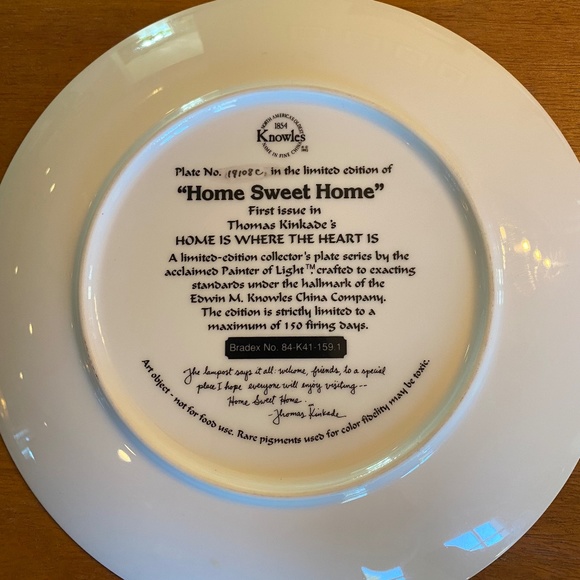 NORTH AMERICA'S OLDEST
1854
Knowles
NAME IN FINE CHINA
Plate No. 19108C, in the limited edition of
"Home Sweet Home"
First issue in
Thomas Kinkade's
HOME IS WHERE THE HEART IS
A limited-edition collector's plate series by the
acclaimed Painter of Light™, crafted to exacting
standards under the hallmark of the
Edwin M. Knowles China Company.
The edition is strictly limited to a
maximum of 150 firing days.
Bradex No. 84-K41-159.1
The lampost says it all: welcome, friends, to a special
place I hope everyone will enjoy visiting--
Home Sweet Home.
-Thomas Kinkade
Art object - not for food use. Rare pigments used for color fidelity may be toxic.